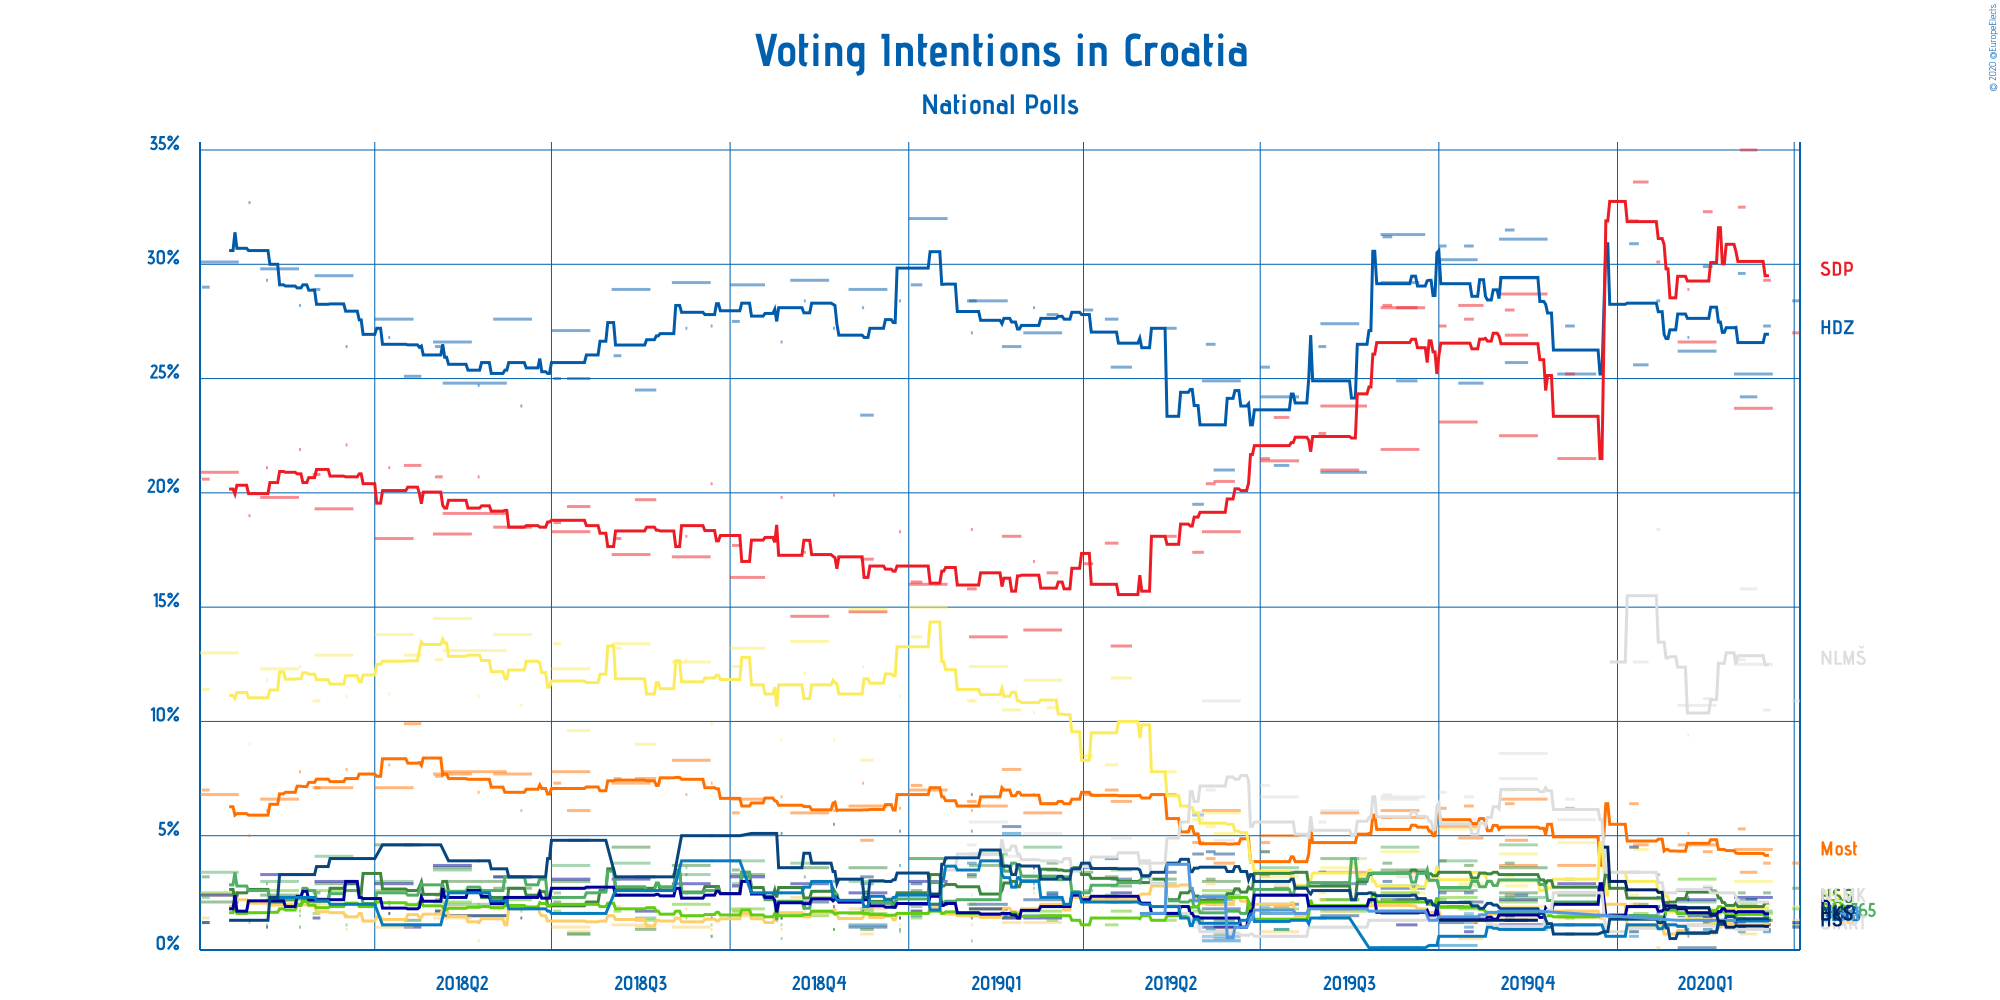 © 2020 @EuropeElects
Voting Intentions in Croatia
National Polls
35%
30%
25%
20%
15%
10%
5%
0%
SDP
HDZ
NLMŠ
Most
2018Q2
2018Q3
2018Q4
2019Q1
2019Q2
2019Q3
2019Q4
2020Q1